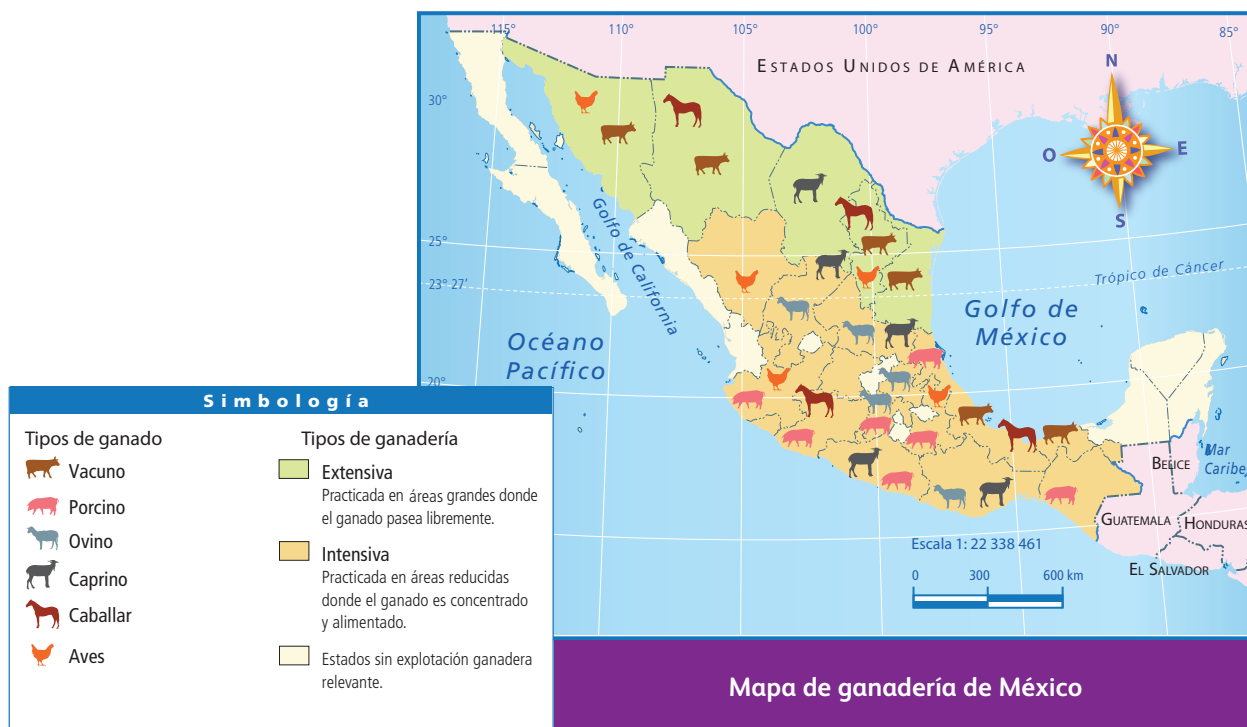 115°
110°
105°
100°
95°
90°
85°
ESTADOS UNIDOS DE AMÉRICA
N
O
E
S
30°
25°
23° 27'
20°
Golfo de California
Trópico de Cáncer
Golfo de
México
Océano
Pacífico
Mar
Caribe
BELICE
GUATEMALA
HONDURAS
EL SALVADOR
Escala 1: 22 338 461
0 300 600 km
Simbología
Tipos de ganado
Vacuno
Porcino
Ovino
Caprino
Caballar
Aves
Tipos de ganadería
Extensiva
Practicada en áreas grandes donde
el ganado pasea libremente.
Intensiva
Practicada en áreas reducidas
donde el ganado es concentrado
y alimentado.
Estados sin explotación ganadera
relevante.
Mapa de ganadería de México